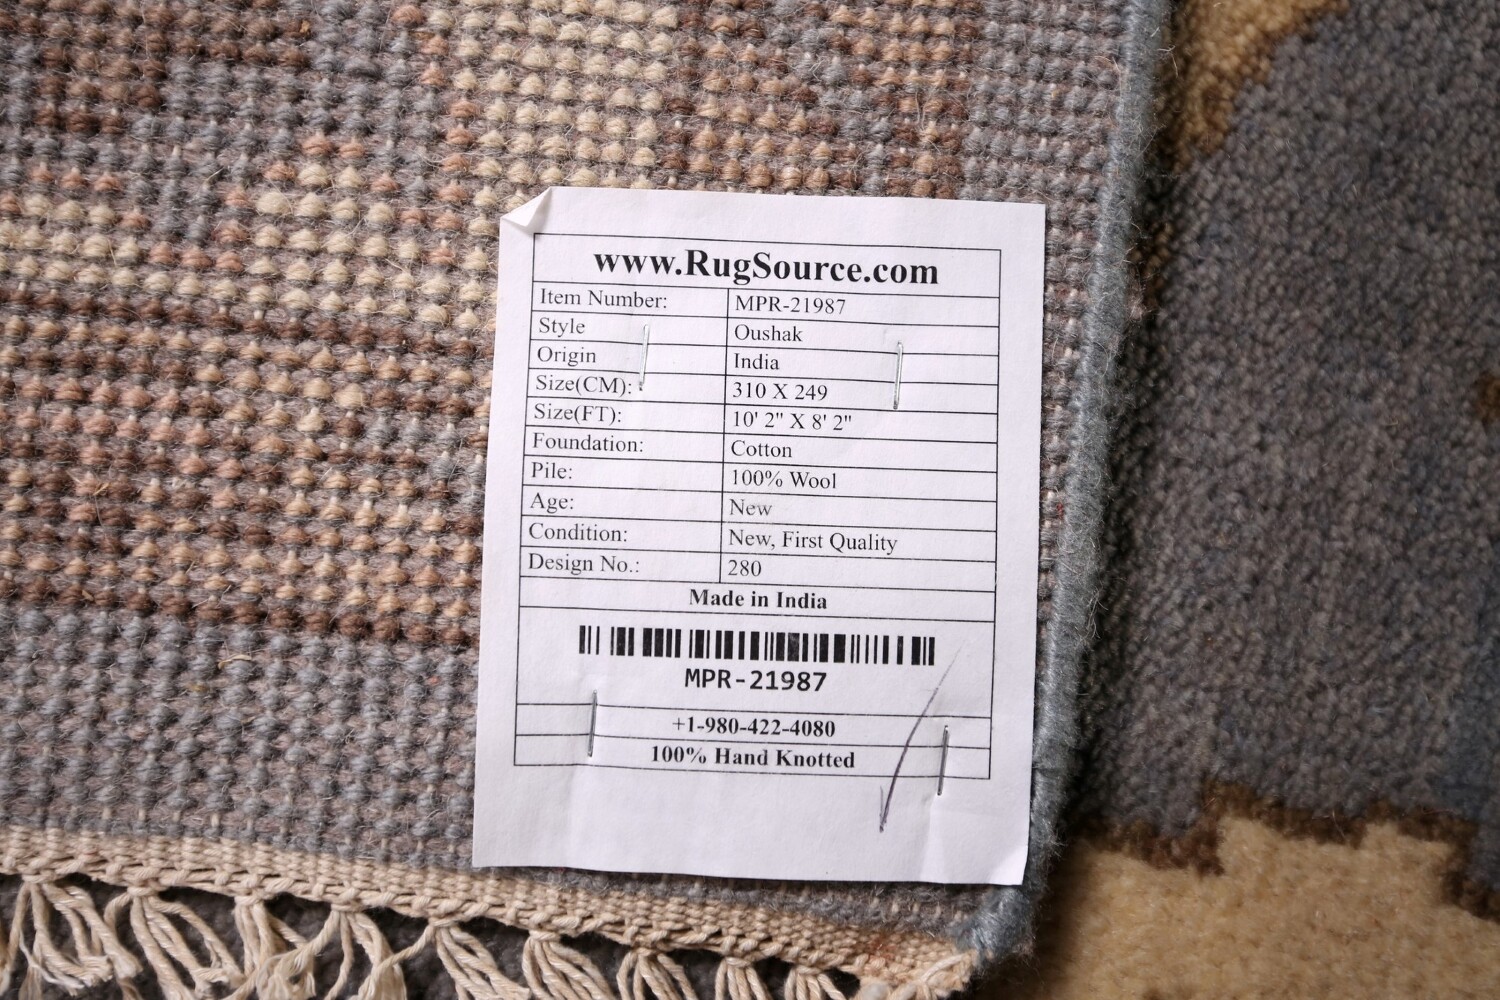 www.RugSource.com
Item Number: MPR-21987
Style Oushak
Origin India
Size(CM): 310 X 249
Size(FT): 10' 2" X 8' 2"
Foundation: Cotton
Pile: 100% Wool
Age: New
Condition: New, First Quality
Design No.: 280
Made in India
MPR-21987
+1-980-422-4080
100% Hand Knotted